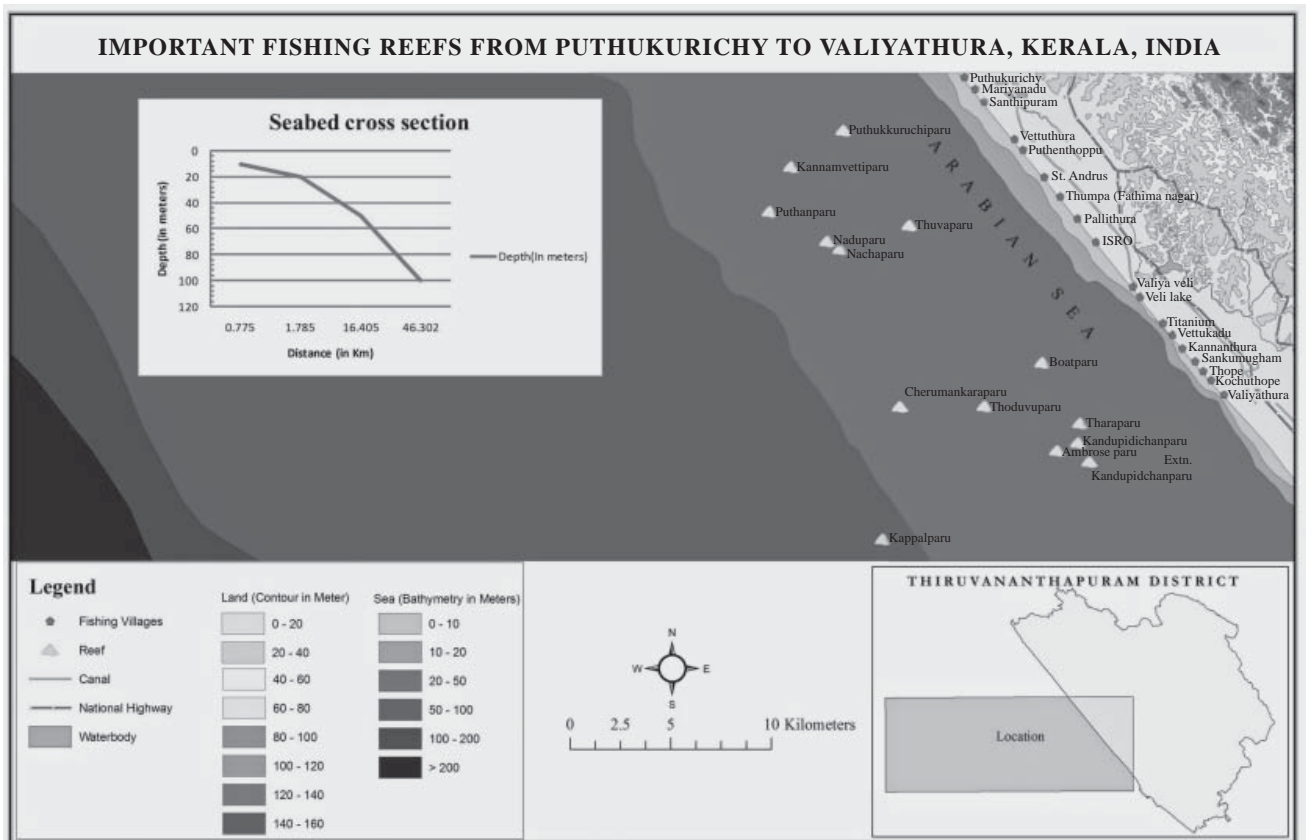 IMPORTANT FISHING REEFS FROM PUTHUKURICHY TO VALIYATHURA, KERALA, INDIA
Seabed cross section
0
20
40
60
80
100
120
Depth(in meters)
0.775 1.785 16.405 46.302
Distance (in Km)
Depth(In meters)
Puthukurichy
Mariyanadu
Santhipuram
Vettuthura
Puthenthoppu
St. Andrus
Thumpa (Fathima nagar)
Pallithura
ISRO
Valiya veli
Veli lake
Titanium
Vettukadu
Kannanthura
Sankumugham
Thope
Kochuthope
Valiyathura
ARABIAN SEA
Puthukkuruchiparu
Kannamvettiparu
Puthanparu
Thuvaparu
Naduparu
Nachaparu
Boatparu
Cherumankaraparu
Thoduvuparu
Tharaparu
Kandupidichanparu
Ambrose paru
Extn.
Kandupidchanparu
Kappalparu
Legend
Fishing Villages
Reef
Canal
National Highway
Waterbody
Land (Contour in Meter)
0 - 20
20 - 40
40 - 60
60 - 80
80 - 100
100 - 120
120 - 140
140 - 160
Sea (Bathymetry in Meters)
0 - 10
10 - 20
20 - 50
50 - 100
100 - 200
> 200
N
W E
S
0 2.5 5 10 Kilometers
THIRUVANANTHAPURAM DISTRICT
Location